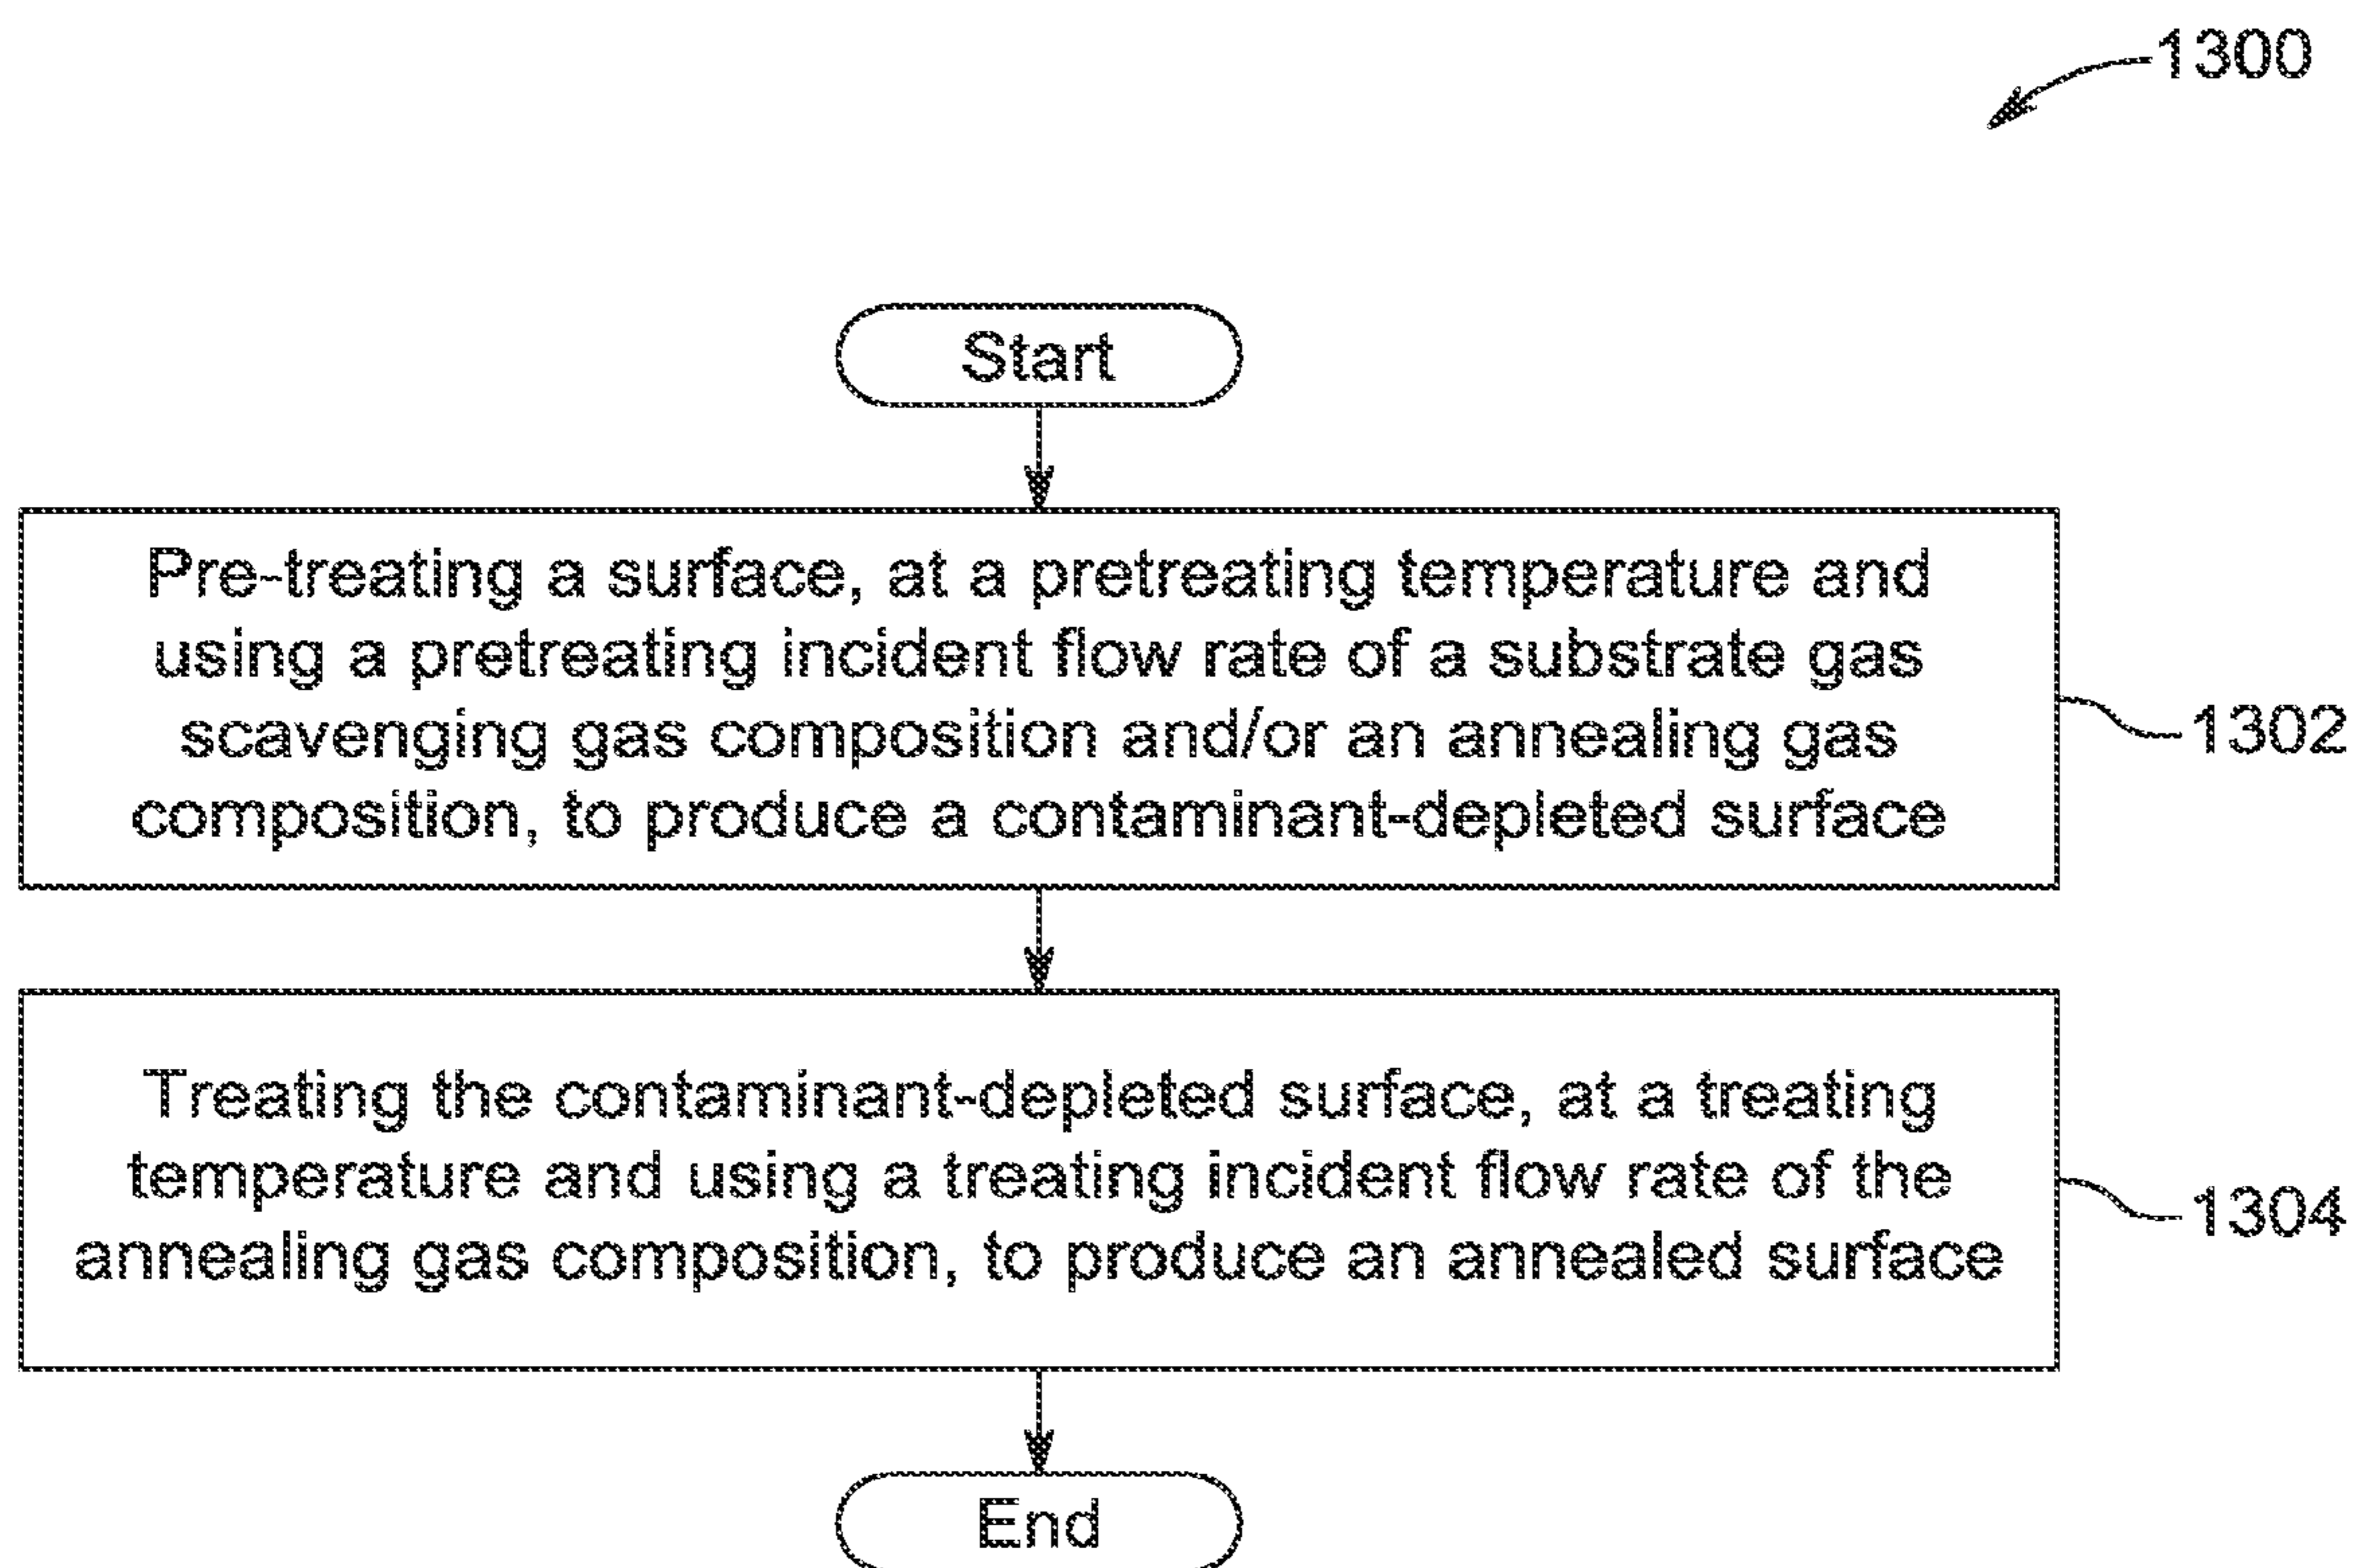 1300
Start
Pre-treating a surface, at a pretreating temperature and
using a pretreating incident flow rate of a substrate gas
scavenging gas composition and/or an annealing gas
composition, to produce a contaminant-depleted surface
1302
Treating the contaminant-depleted surface, at a treating
temperature and using a treating incident flow rate of the
annealing gas composition, to produce an annealed surface
1304
End